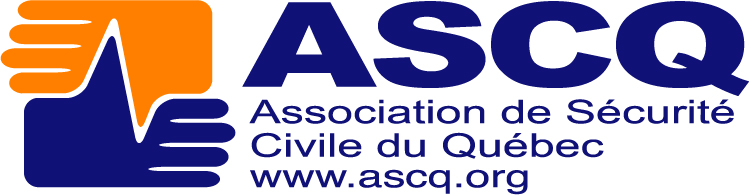 ASCQ
Association de Sécurité
Civile du Québec
www.ascq.org